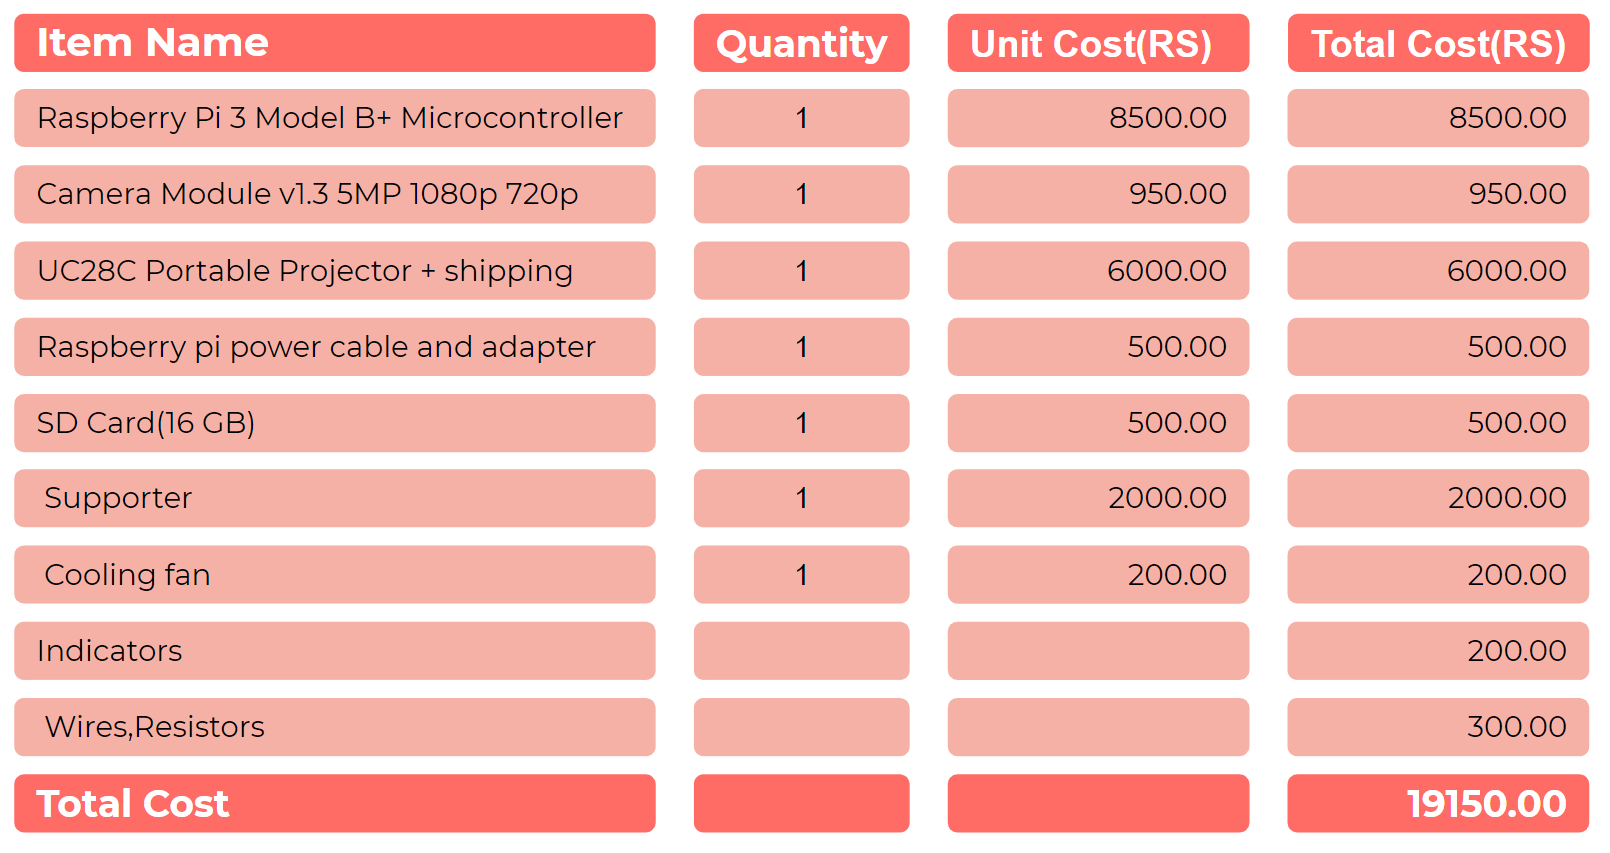 Item Name Quantity Unit Cost(RS) Total Cost(RS)
Raspberry Pi 3 Model B+ Microcontroller 1 8500.00 8500.00
Camera Module v1.3 5MP 1080p 720p 1 950.00 950.00
UC28C Portable Projector + shipping 1 6000.00 6000.00
Raspberry pi power cable and adapter 1 500.00 500.00
SD Card(16 GB) 1 500.00 500.00
Supporter 1 2000.00 2000.00
Cooling fan 1 200.00 200.00
Indicators 200.00
Wires,Resistors 300.00
Total Cost 19150.00